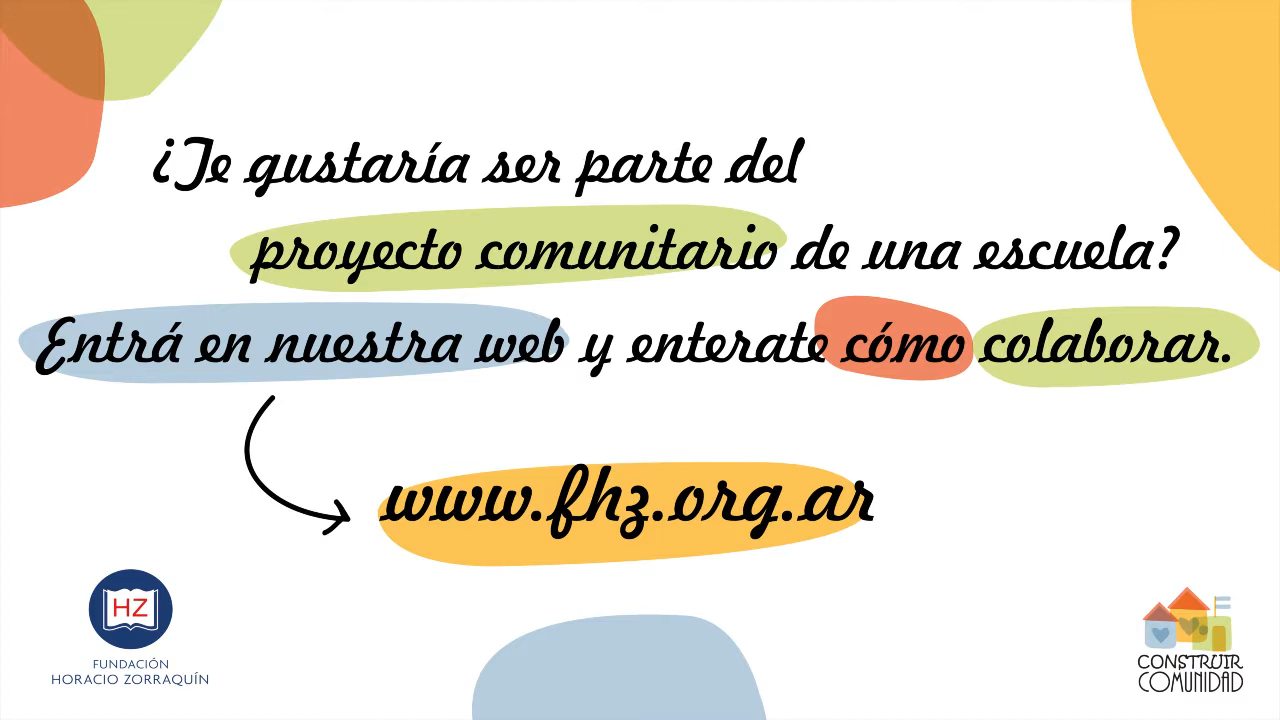 ¿Te gustaría ser parte del
proyecto comunitario de una escuela?
Entrá en nuestra web y enterate cómo colaborar.
www.fhz.org.ar
HZ
FUNDACIÓN
HORACIO ZORRAQUÍN
CONSTRUIR
COMUNIDAD